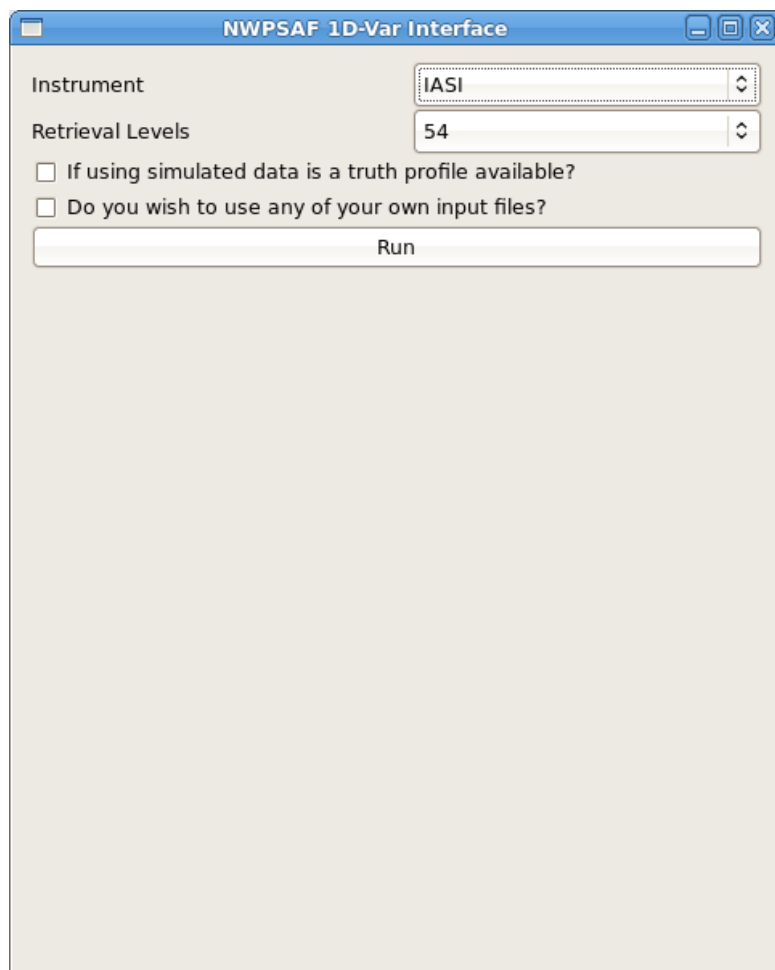 NWPSAF 1D-Var Interface
Instrument IASI
Retrieval Levels 54
If using simulated data is a truth profile available?
Do you wish to use any of your own input files?
Run